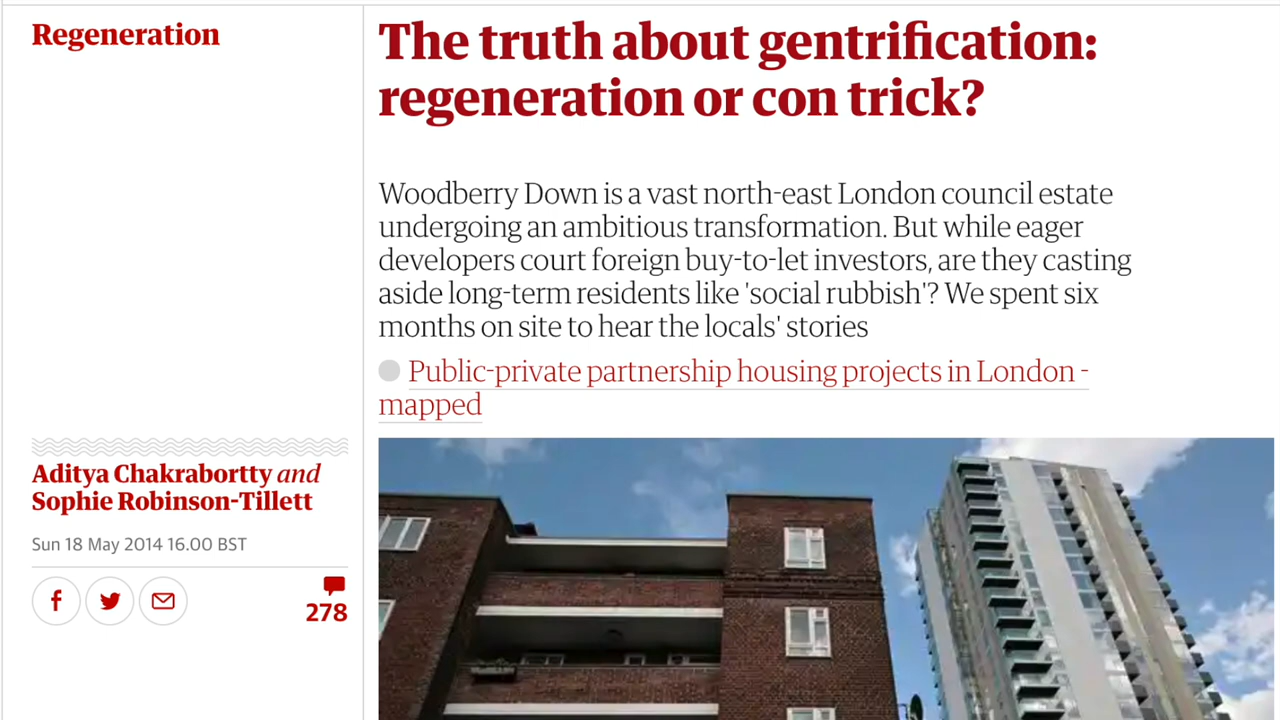 Regeneration
The truth about gentrification:
regeneration or con trick?
Woodberry Down is a vast north-east London council estate
undergoing an ambitious transformation. But while eager
developers court foreign buy-to-let investors, are they casting
aside long-term residents like 'social rubbish'? We spent six
months on site to hear the locals' stories
Public-private partnership housing projects in London -
mapped
Aditya Chakrabortty and
Sophie Robinson-Tillett
Sun 18 May 2014 16.00 BST
278